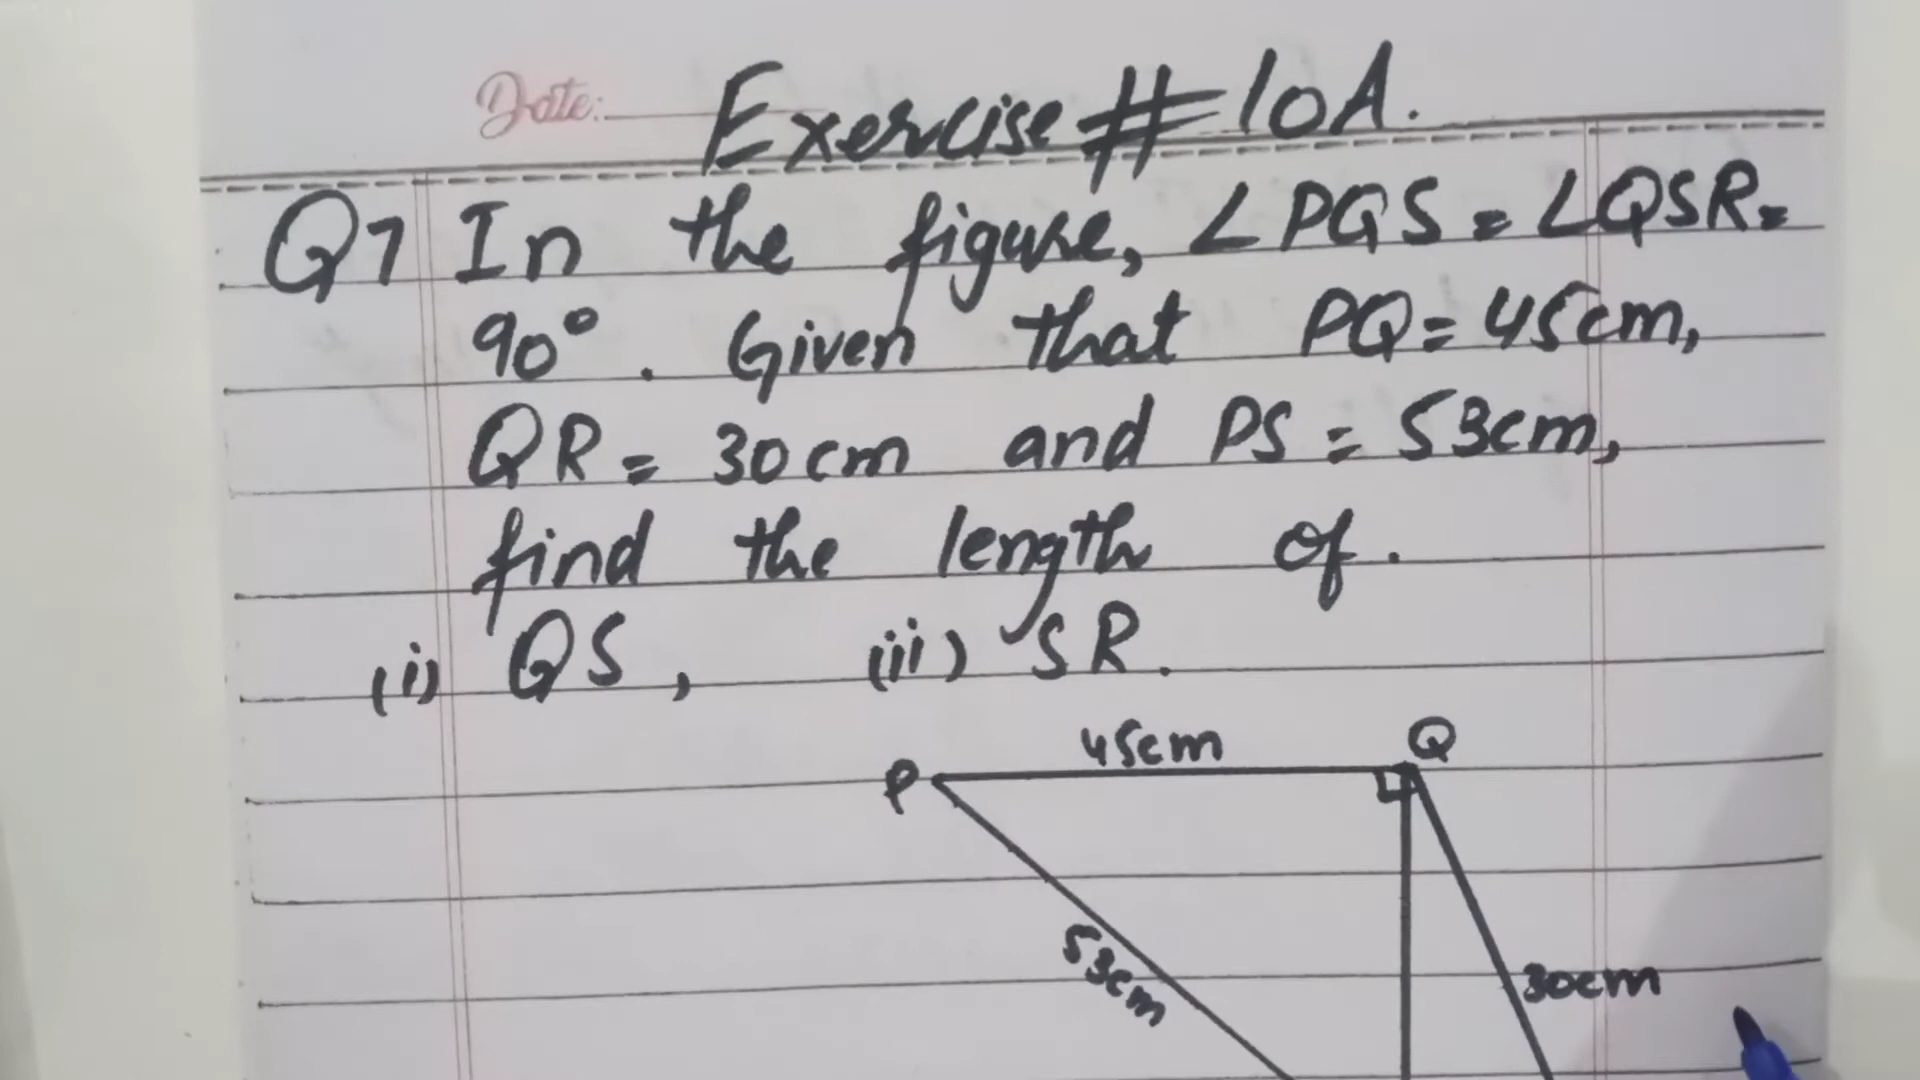 Date:
Exercise # 10A.
Q7 In the figure, ∠PQS = ∠QSR =
90°. Given that PQ = 45cm,
QR = 30cm and PS = 53cm,
find the length of.
(i) QS, (ii) SR.
45cm Q
P
53cm
30cm